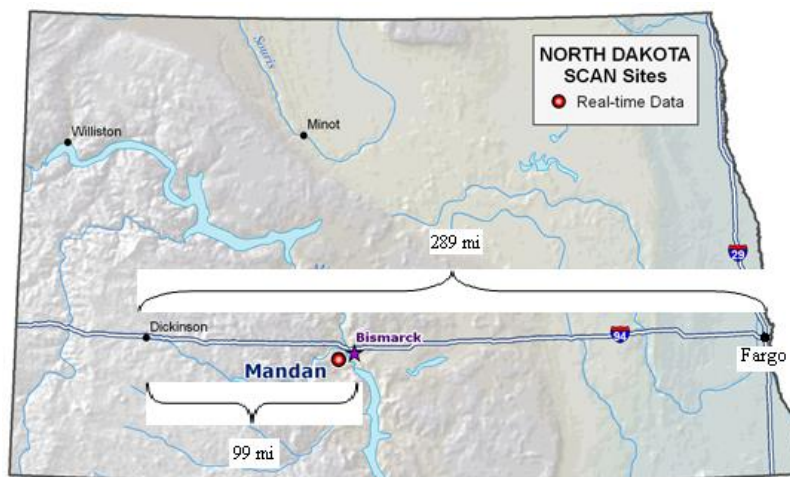 NORTH DAKOTA
SCAN Sites
Real-time Data
Souris
Minot
Williston
289 mi
29
Dickinson
Bismarck
94
Mandan
Fargo
99 mi